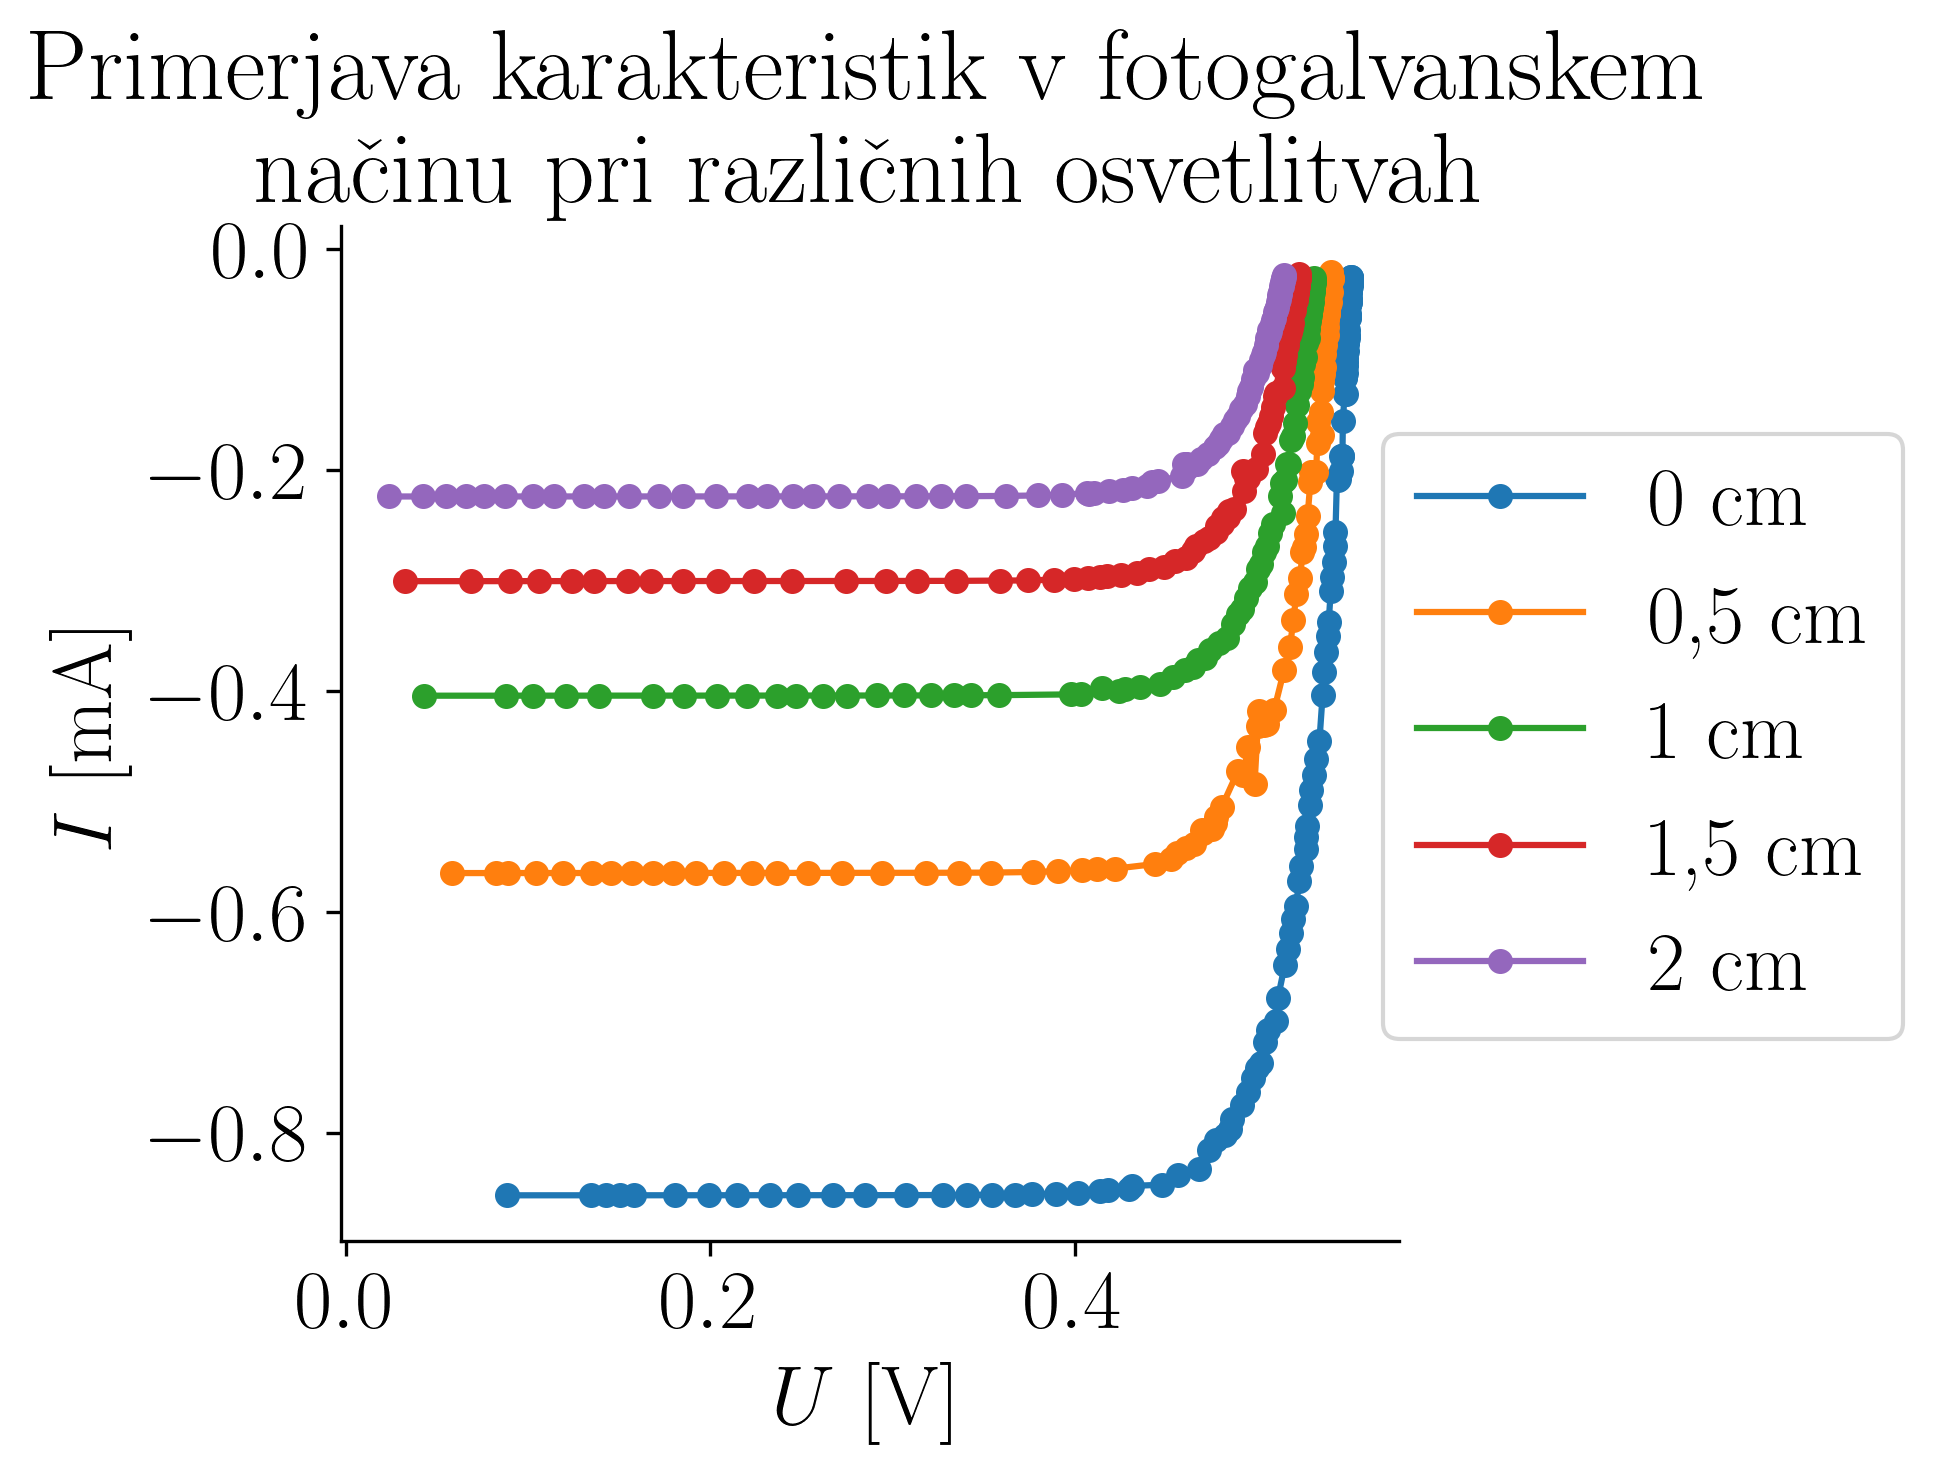 Primerjava karakteristik v fotogalvanskem
načinu pri različnih osvetlitvah
0.0
−0.2
−0.4
−0.6
−0.8
I [mA]
0.0
0.2
0.4
U [V]
0 cm
0,5 cm
1 cm
1,5 cm
2 cm